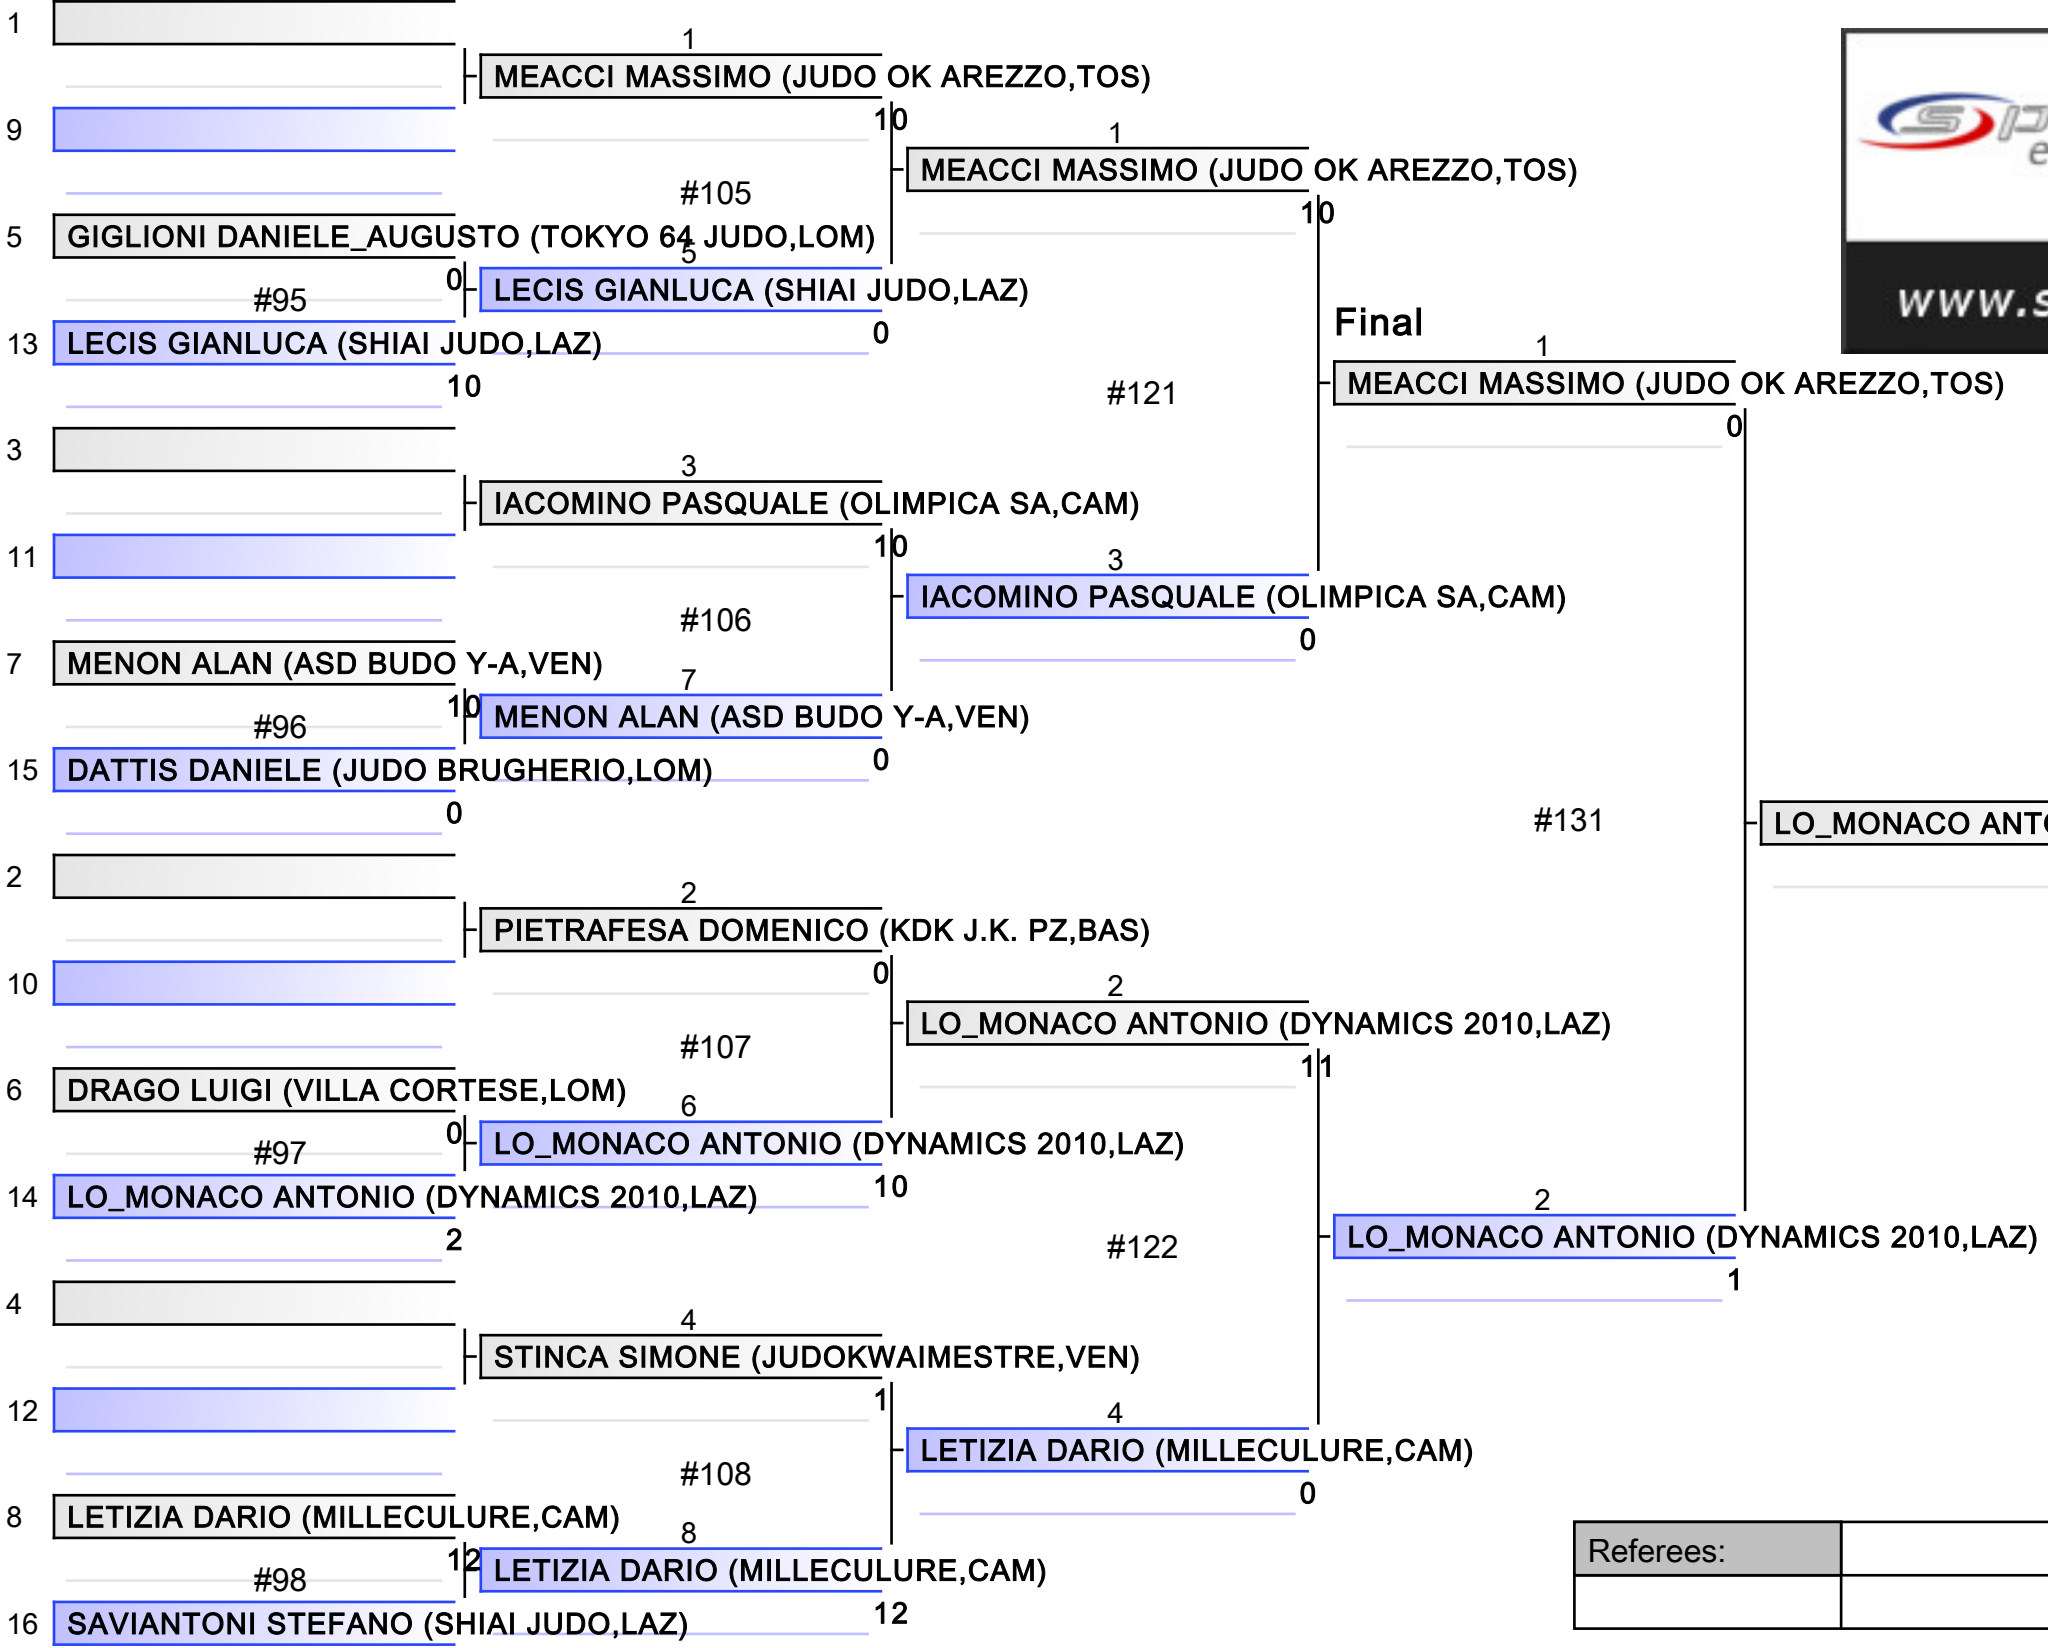 1
1
MEACCI MASSIMO (JUDO OK AREZZO,TOS)
10
9
1
MEACCI MASSIMO (JUDO OK AREZZO,TOS)
10
#105
5
GIGLIONI DANIELE_AUGUSTO (TOKYO 64 JUDO,LOM)
0
5
LECIS GIANLUCA (SHIAI JUDO,LAZ)
0
#95
www.s
13
LECIS GIANLUCA (SHIAI JUDO,LAZ)
10
Final
1
MEACCI MASSIMO (JUDO OK AREZZO,TOS)
0
#121
3
3
IACOMINO PASQUALE (OLIMPICA SA,CAM)
10
11
3
IACOMINO PASQUALE (OLIMPICA SA,CAM)
0
#106
7
MENON ALAN (ASD BUDO Y-A,VEN)
10
7
MENON ALAN (ASD BUDO Y-A,VEN)
0
#96
15
DATTIS DANIELE (JUDO BRUGHERIO,LOM)
0
#131
LO_MONACO ANTO
2
2
PIETRAFESA DOMENICO (KDK J.K. PZ,BAS)
0
10
2
LO_MONACO ANTONIO (DYNAMICS 2010,LAZ)
11
#107
6
DRAGO LUIGI (VILLA CORTESE,LOM)
0
6
LO_MONACO ANTONIO (DYNAMICS 2010,LAZ)
10
#97
14
LO_MONACO ANTONIO (DYNAMICS 2010,LAZ)
2
#122
2
LO_MONACO ANTONIO (DYNAMICS 2010,LAZ)
1
4
4
STINCA SIMONE (JUDOKWAIMESTRE,VEN)
1
12
4
LETIZIA DARIO (MILLECULURE,CAM)
0
#108
8
LETIZIA DARIO (MILLECULURE,CAM)
12
8
LETIZIA DARIO (MILLECULURE,CAM)
12
#98
16
SAVIANTONI STEFANO (SHIAI JUDO,LAZ)
Referees: